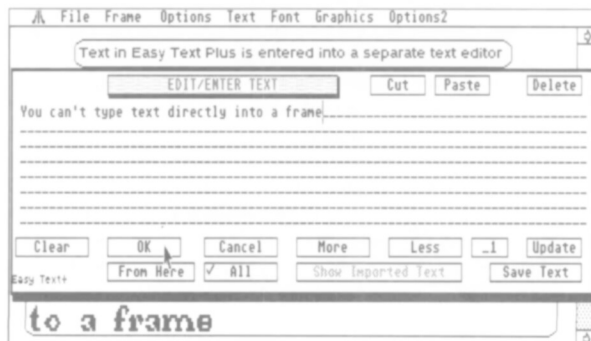 File Frame Options Text Font Graphics Options2
Text in Easy Text Plus is entered into a separate text editor
EDIT/ENTER TEXT Cut Paste Delete
You can't type text directly into a frame
Clear OK Cancel More Less _1 Update
From Here ✓ All Show Imported Text Save Text
Easy Text+
to a frame